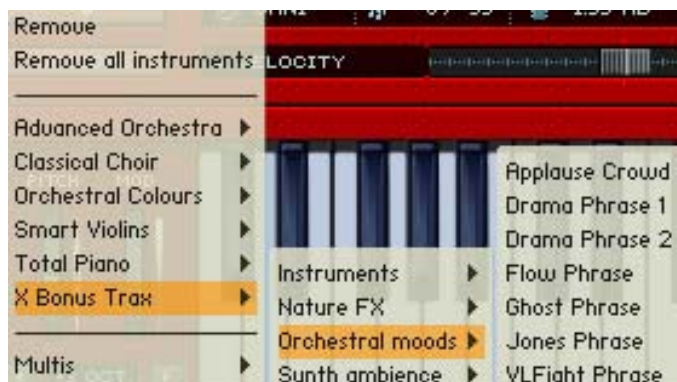 Remove
Remove all instruments
LOCITY
Advanced Orchestra
Classical Choir
Orchestral Colours
Smart Violins
Total Piano
X Bonus Trax
Multis
Instruments
Nature FX
Orchestral moods
Synth ambience
Applause Crowd
Drama Phrase 1
Drama Phrase 2
Flow Phrase
Ghost Phrase
Jones Phrase
VLFight Phrase